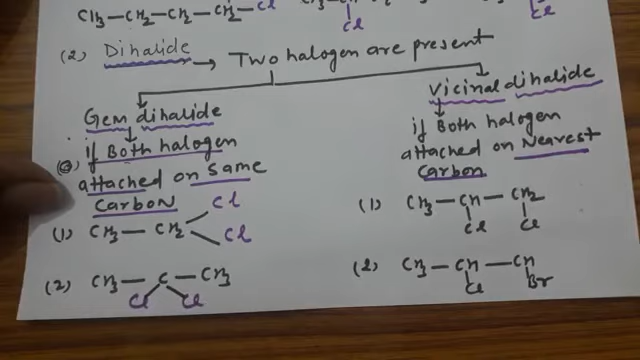 CH₃—CH₂—CH₂—CH₂—Cl
Cl
Cl
(2) Dihalide → Two halogen are present
Gem dihalide
if Both halogen
attached on same
Carbon
(1) CH₃—CH₂
Cl
Cl
(2) CH₃—C—CH₃
Cl Cl
Vicinal dihalide
if Both halogen
attached on Nearest
Carbon
(1) CH₃—CH—CH₂
Cl Cl
(2) CH₃—CH—CH
Cl Br